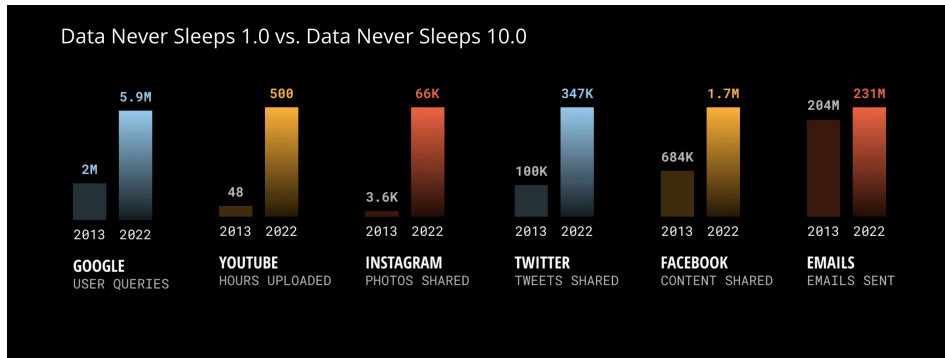 Data Never Sleeps 1.0 vs. Data Never Sleeps 10.0
2M
5.9M
2013 2022
GOOGLE
USER QUERIES
48
500
2013 2022
YOUTUBE
HOURS UPLOADED
3.6K
66K
2013 2022
INSTAGRAM
PHOTOS SHARED
100K
347K
2013 2022
TWITTER
TWEETS SHARED
684K
1.7M
2013 2022
FACEBOOK
CONTENT SHARED
204M
231M
2013 2022
EMAILS
EMAILS SENT